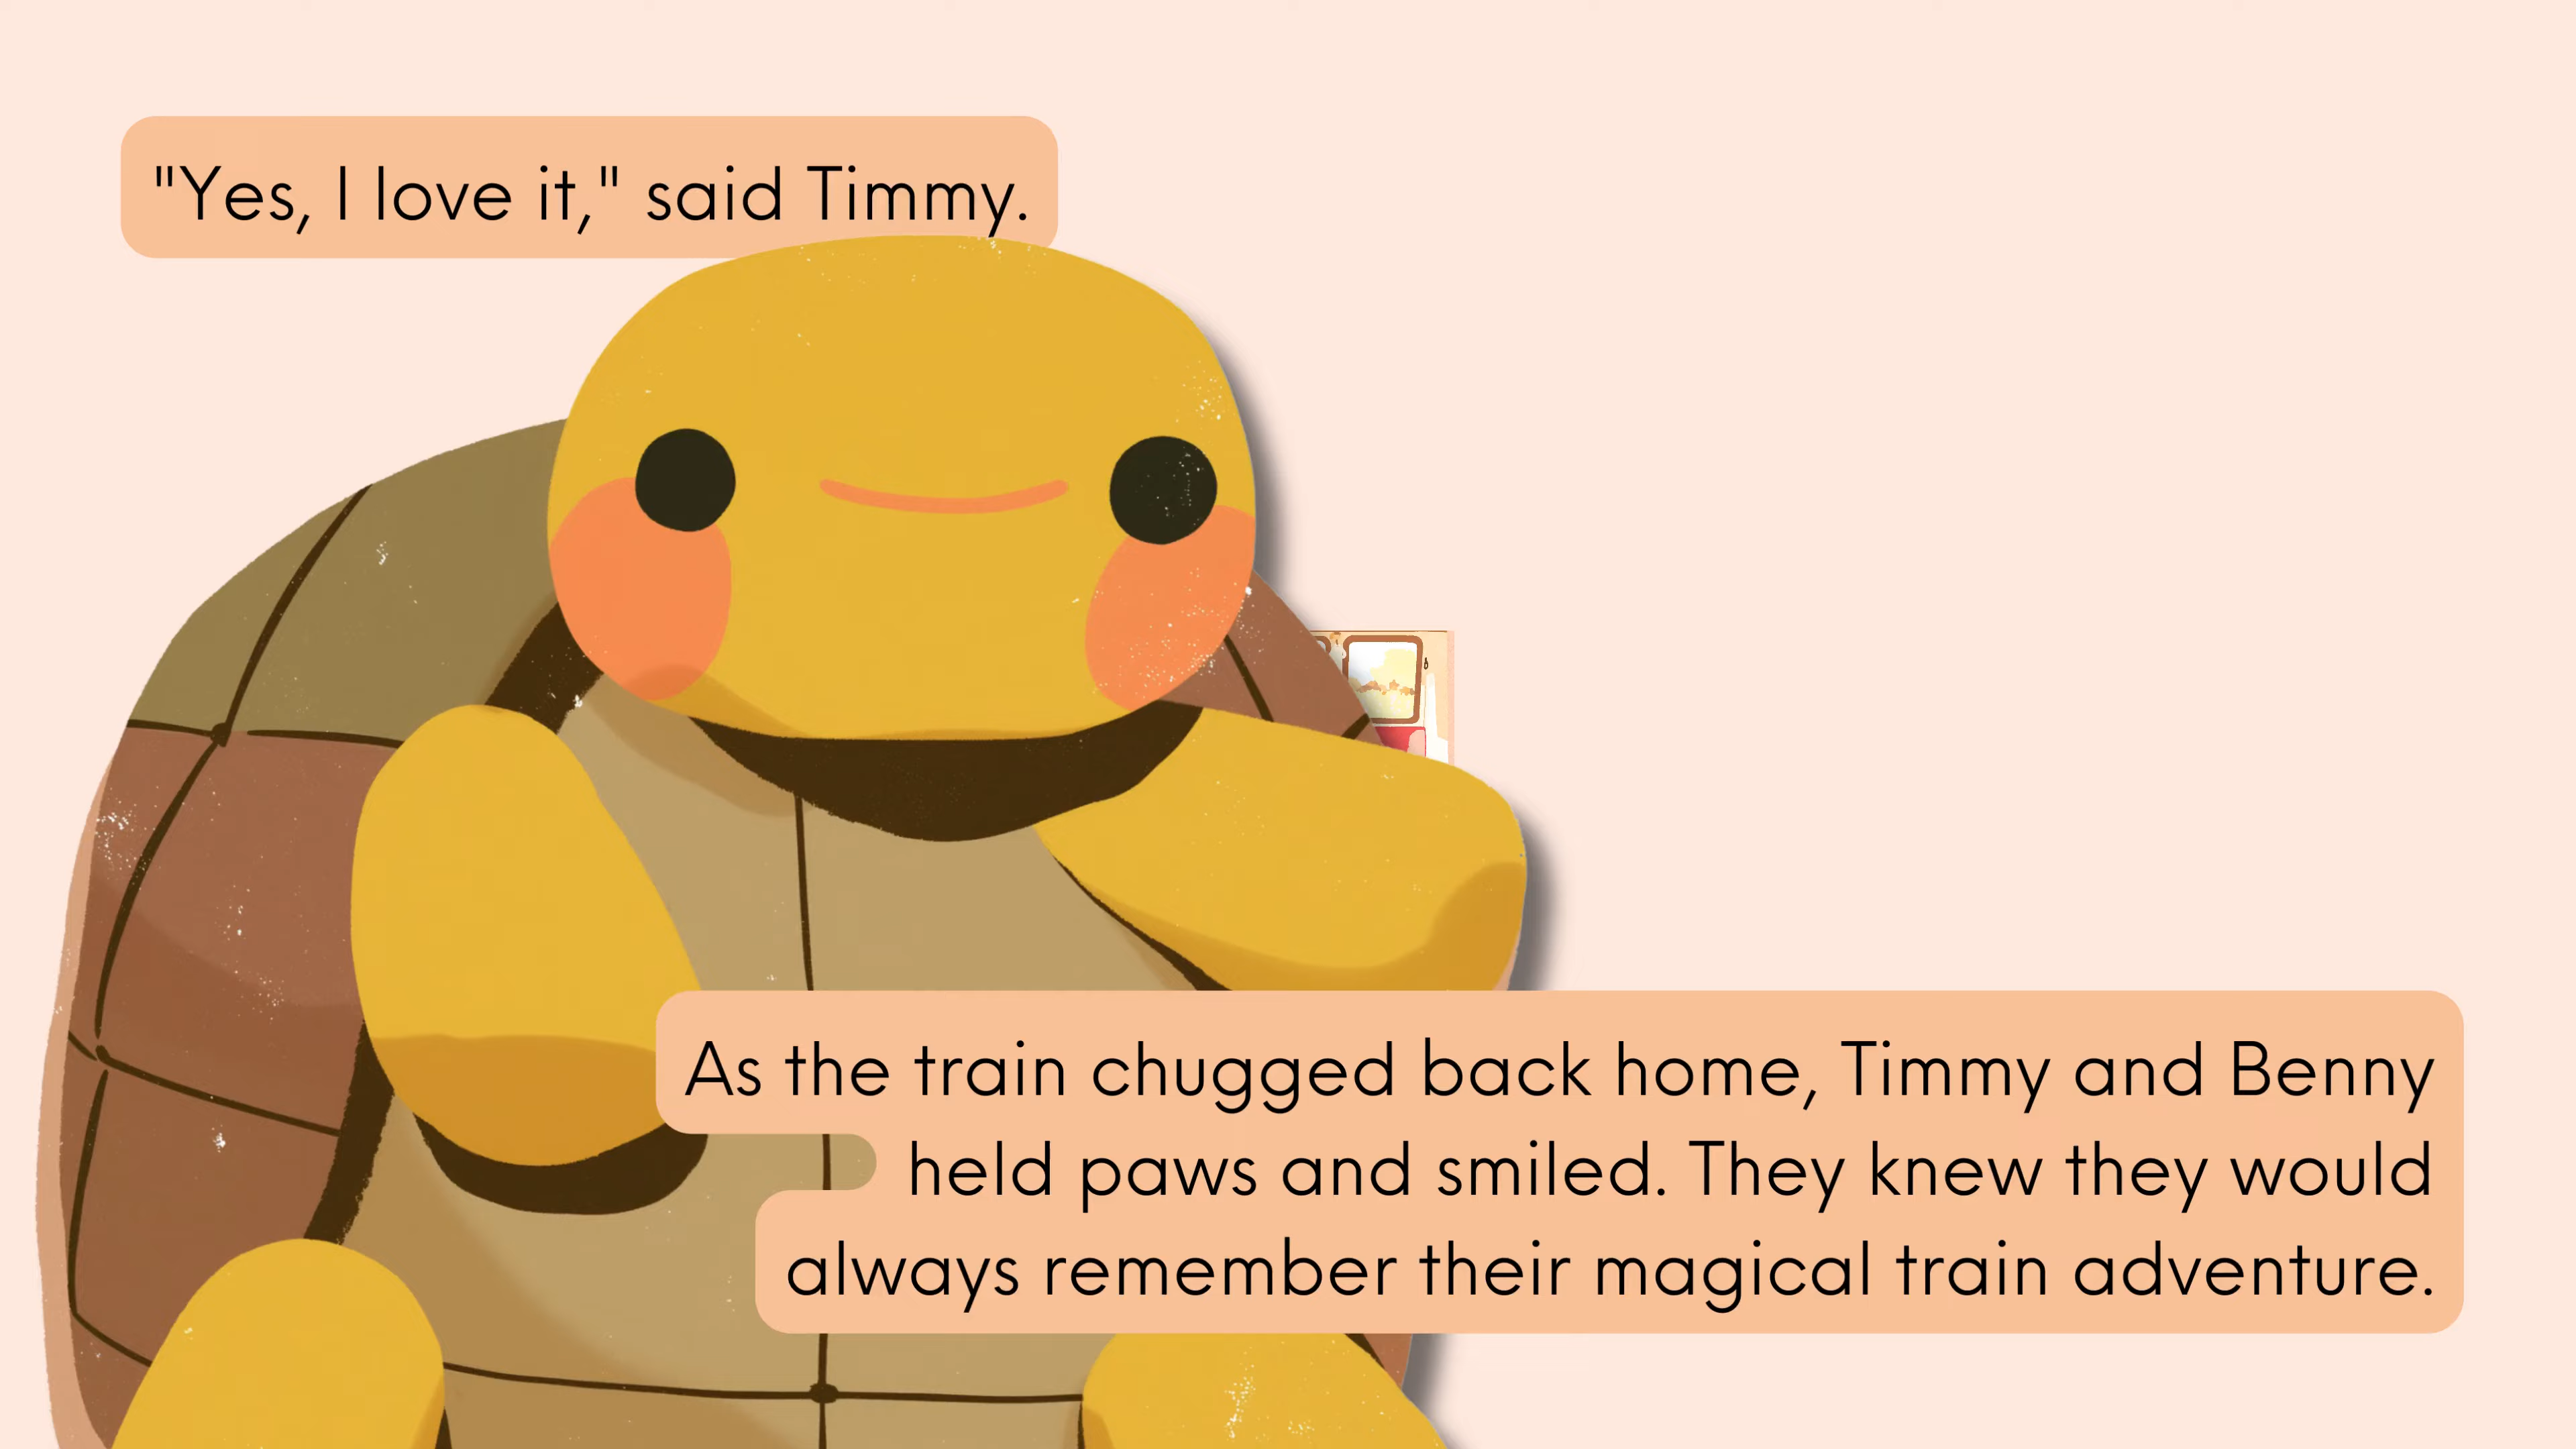 "Yes, I love it," said Timmy.
As the train chugged back home, Timmy and Benny
held paws and smiled. They knew they would
always remember their magical train adventure.